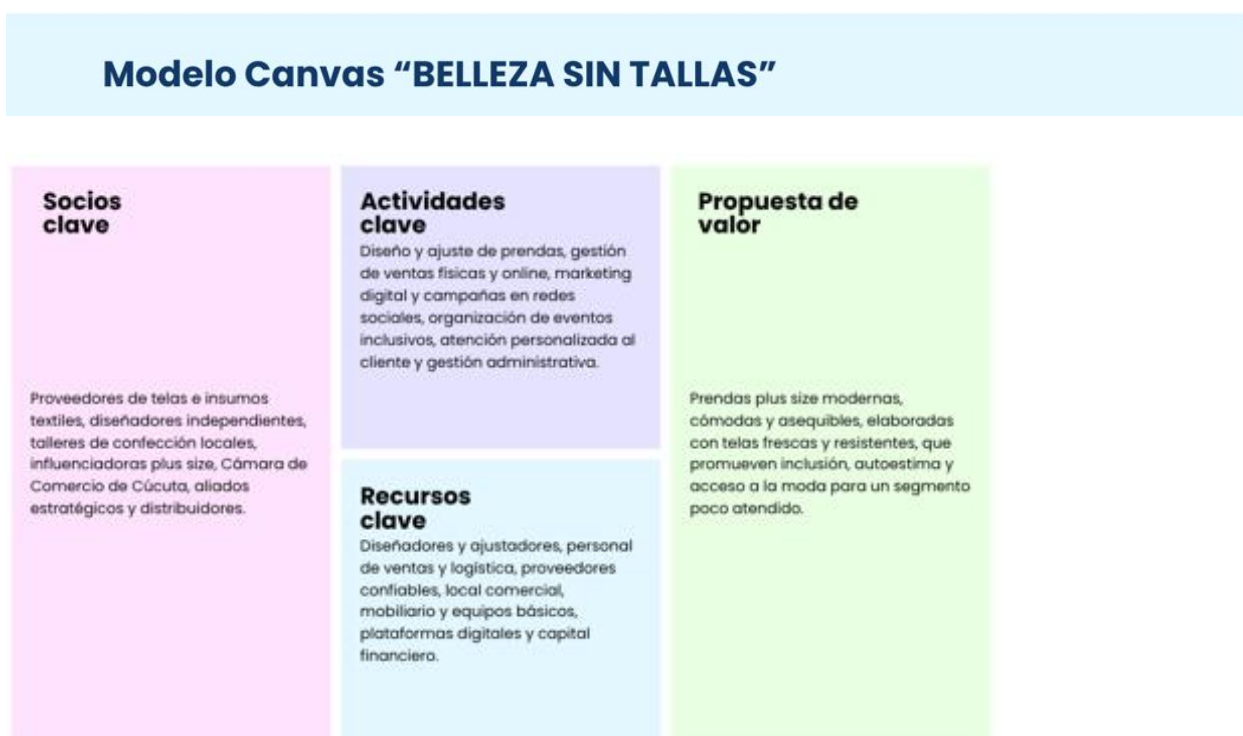 Modelo Canvas “BELLEZA SIN TALLAS”
Socios
clave
Proveedores de telas e insumos
textiles, diseñadores independientes,
talleres de confección locales,
influenciadoras plus size, Cámara de
Comercio de Cúcuta, aliados
estratégicos y distribuidores.
Actividades
clave
Diseño y ajuste de prendas, gestión
de ventas físicas y online, marketing
digital y campañas en redes
sociales, organización de eventos
inclusivos, atención personalizada al
cliente y gestión administrativa.
Recursos
clave
Diseñadores y ajustadores, personal
de ventas y logística, proveedores
confiables, local comercial,
mobiliario y equipos básicos,
plataformas digitales y capital
financiero.
Propuesta de
valor
Prendas plus size modernas,
cómodas y asequibles, elaboradas
con telas frescas y resistentes, que
promueven inclusión, autoestima y
acceso a la moda para un segmento
poco atendido.